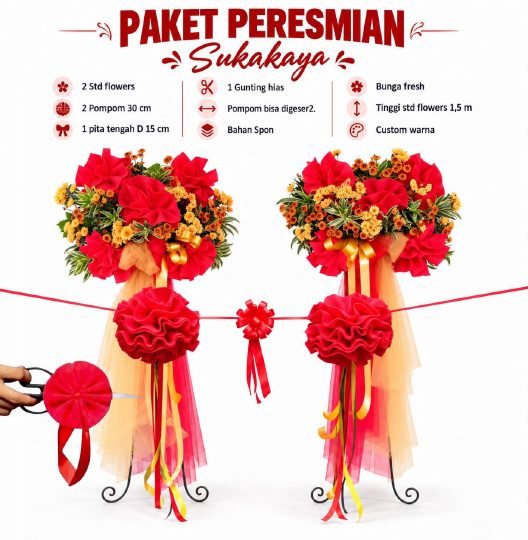 PAKET PERESMIAN
Sukakaya
2 Std flowers
2 Pompom 30 cm
1 pita tengah D 15 cm
1 Gunting hias
Pompom bisa digeser2.
Bahan Spon
Bunga fresh
Tinggi std flowers 1,5 m
Custom warna